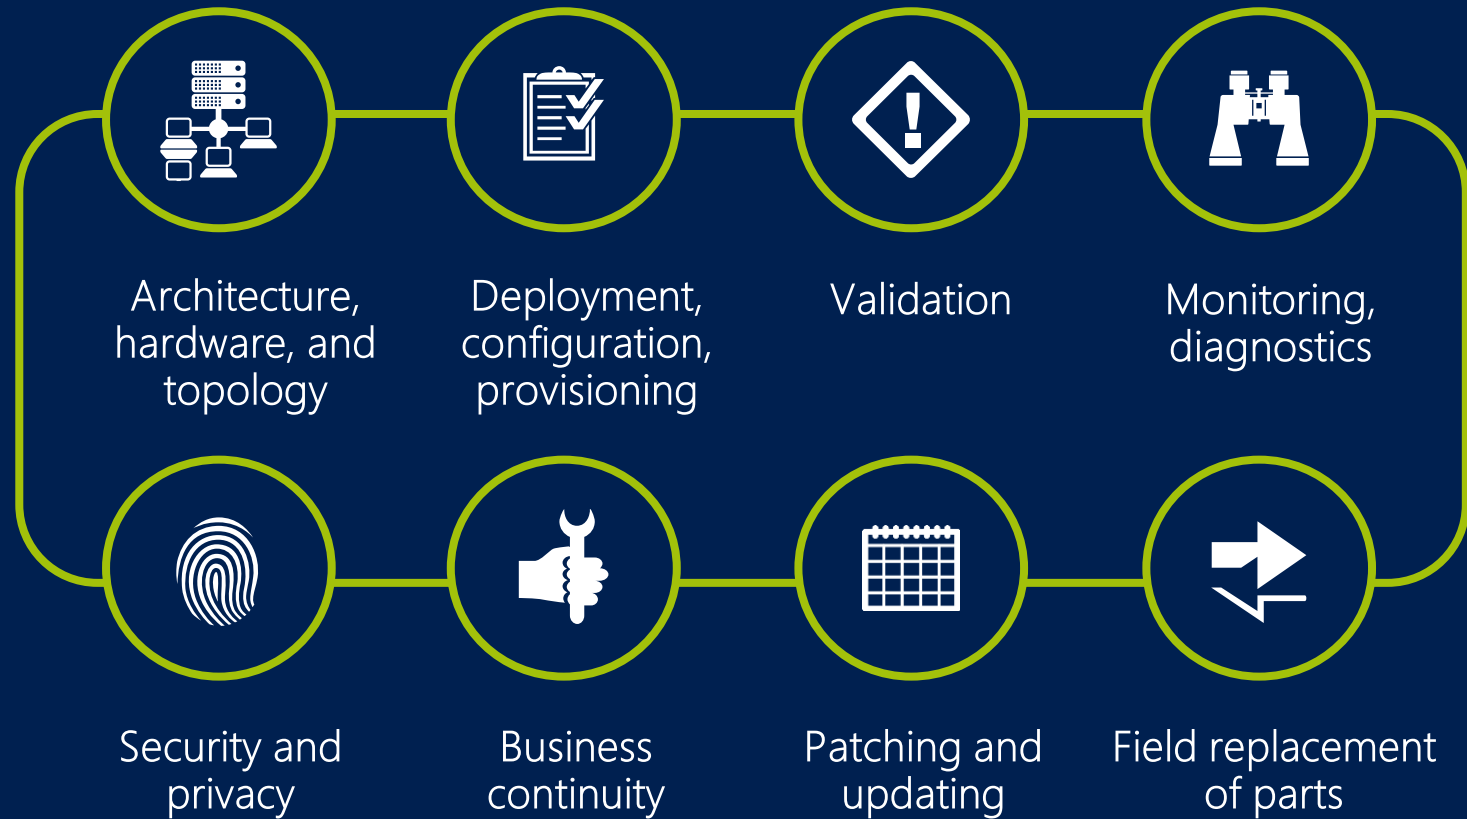 Architecture,
hardware, and
topology
Deployment,
configuration,
provisioning
Validation
Monitoring,
diagnostics
Security and
privacy
Business
continuity
Patching and
updating
Field replacement
of parts